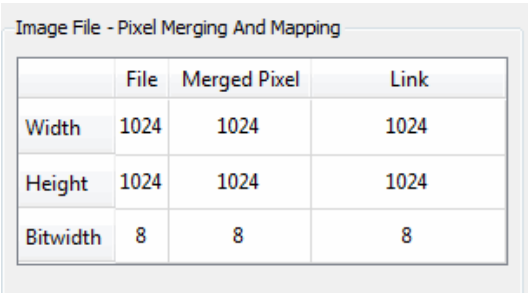 Image File - Pixel Merging And Mapping
File Merged Pixel Link
Width 1024 1024 1024
Height 1024 1024 1024
Bitwidth 8 8 8